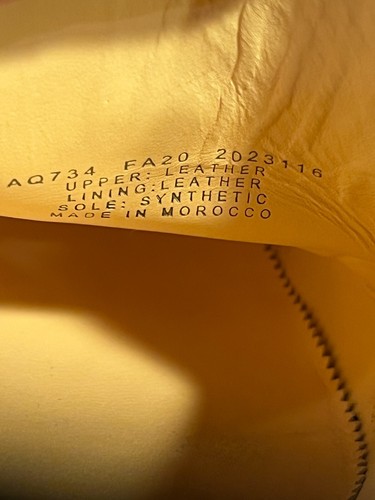 AQ734 FA20 2023116
UPPER: LEATHER
LINING:LEATHER
SOLE: SYNTHETIC
MADE IN MOROCCO